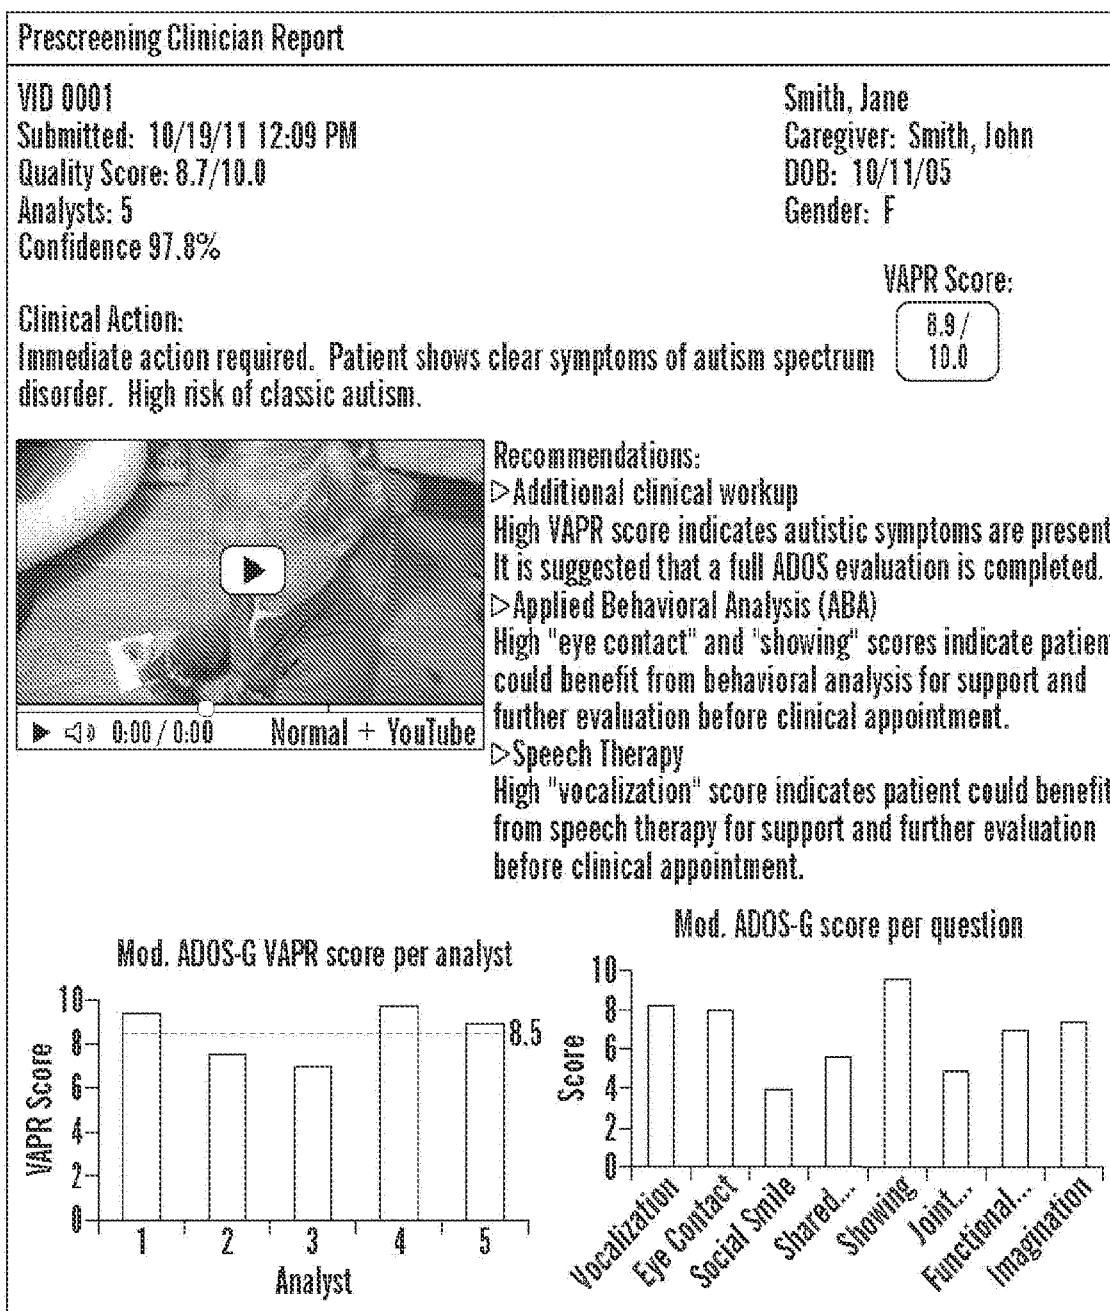 Prescreening Clinician Report
VID 0001
Submitted: 10/19/11 12:09 PM
Quality Score: 8.7/10.0
Analysts: 5
Confidence 97.8%
Smith, Jane
Caregiver: Smith, John
DOB: 10/11/05
Gender: F
VAPR Score:
8.9 /
10.0
Clinical Action:
Immediate action required. Patient shows clear symptoms of autism spectrum
disorder. High risk of classic autism.
0:00 / 0:00 Normal + YouTube
Recommendations:
▷Additional clinical workup
High VAPR score indicates autistic symptoms are present
It is suggested that a full ADOS evaluation is completed.
▷Applied Behavioral Analysis (ABA)
High "eye contact" and "showing" scores indicate patien
could benefit from behavioral analysis for support and
further evaluation before clinical appointment.
▷Speech Therapy
High "vocalization" score indicates patient could benefit
from speech therapy for support and further evaluation
before clinical appointment.
Mod. ADOS-G VAPR score per analyst
VAPR Score
10
8
6
4
2
0
8.5
1 2 3 4 5
Analyst
Mod. ADOS-G score per question
Score
10
8
6
4
2
0
Vocalization
Eye Contact
Social Smile
Shared...
Showing
Joint...
Functional...
Imagination